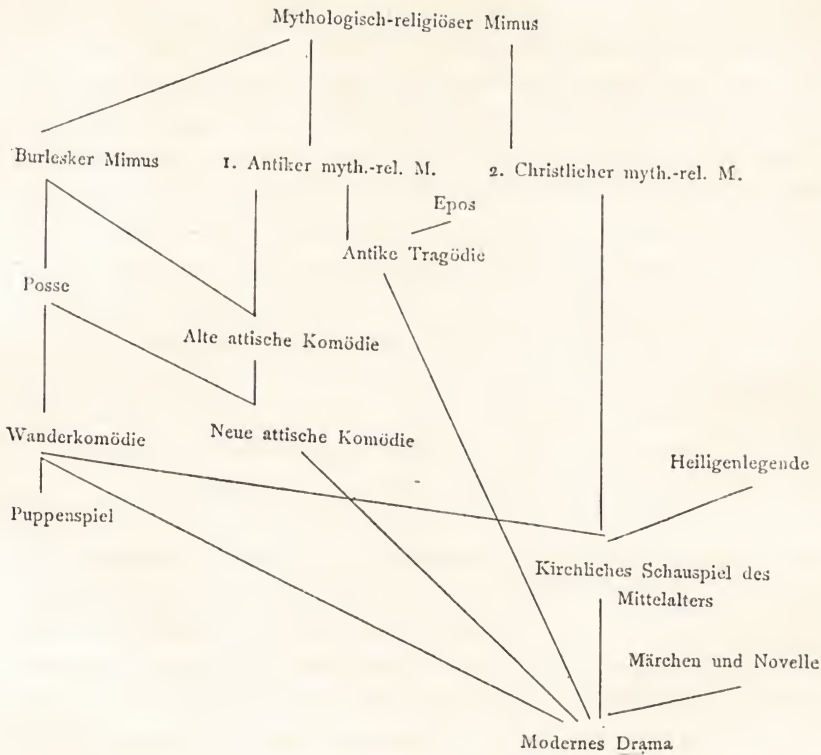 Mythologisch-religiöser Mimus
Burlesker Mimus
1. Antiker myth.-rel. M.
2. Christlicher myth.-rel. M.
Epos
Antike Tragödie
Posse
Alte attische Komödie
Wanderkomödie
Neue attische Komödie
Heiligenlegende
Puppenspiel
Kirchliches Schauspiel des
Mittelalters
Märchen und Novelle
Modernes Drama